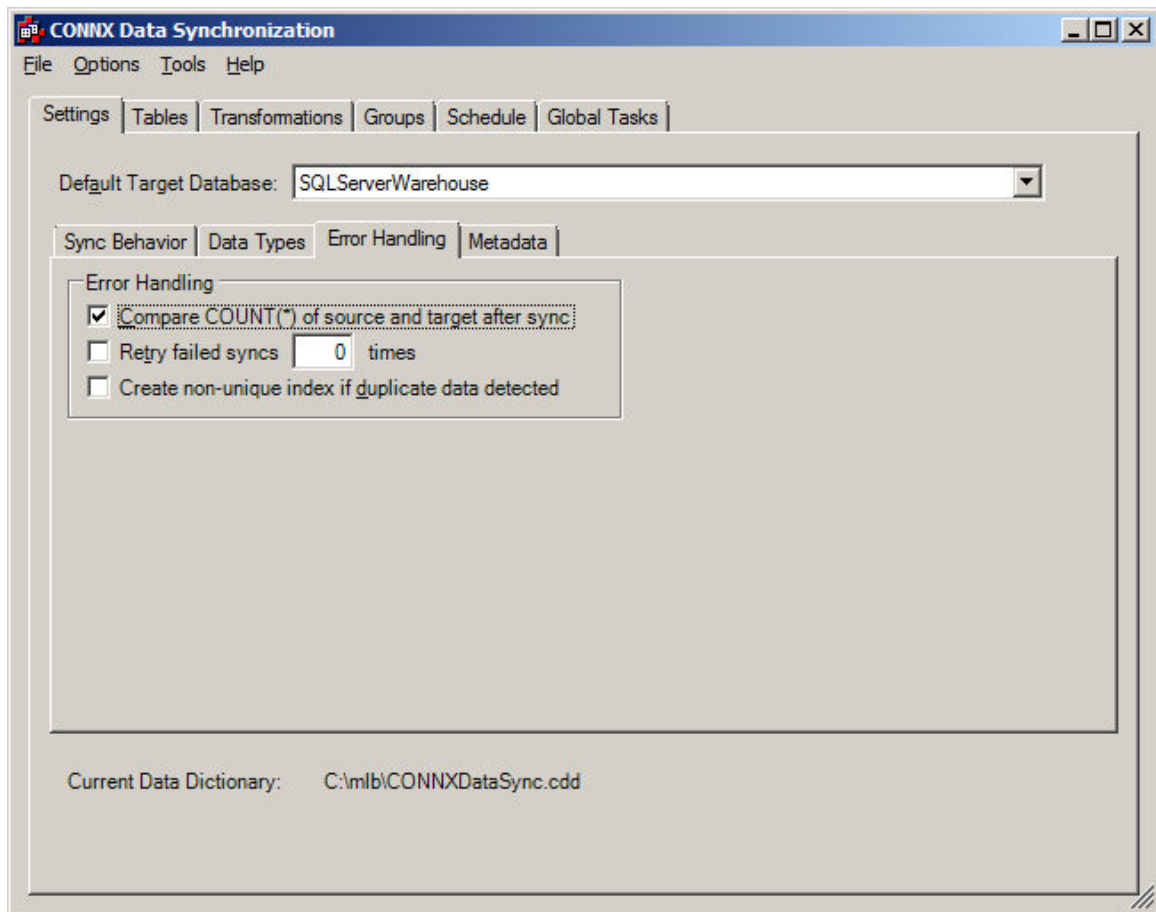 CONNX Data Synchronization
File Options Tools Help
Settings Tables Transformations Groups Schedule Global Tasks
Default Target Database: SQLServerWarehouse
Sync Behavior Data Types Error Handling Metadata
Error Handling
Compare COUNT(*) of source and target after sync
Retry failed syncs 0 times
Create non-unique index if duplicate data detected
Current Data Dictionary: C:\mlb\CONNXDataSync.cdd